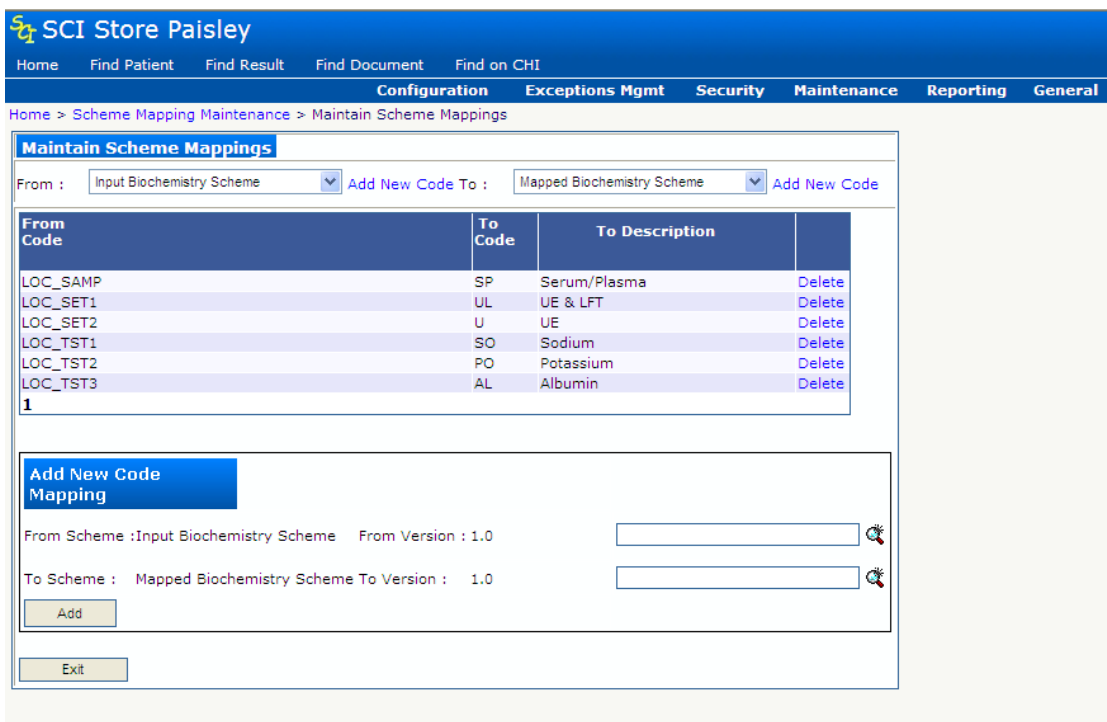 SCI SCI Store Paisley
Home Find Patient Find Result Find Document Find on CHI
Configuration Exceptions Mgmt Security Maintenance Reporting General
Home > Scheme Mapping Maintenance > Maintain Scheme Mappings
Maintain Scheme Mappings
From : Input Biochemistry Scheme Add New Code To : Mapped Biochemistry Scheme Add New Code
From Code To Code To Description
LOC_SAMP SP Serum/Plasma Delete
LOC_SET1 UL UE & LFT Delete
LOC_SET2 U UE Delete
LOC_TST1 SO Sodium Delete
LOC_TST2 PO Potassium Delete
LOC_TST3 AL Albumin Delete
1
Add New Code
Mapping
From Scheme :Input Biochemistry Scheme From Version : 1.0
To Scheme : Mapped Biochemistry Scheme To Version : 1.0
Add
Exit